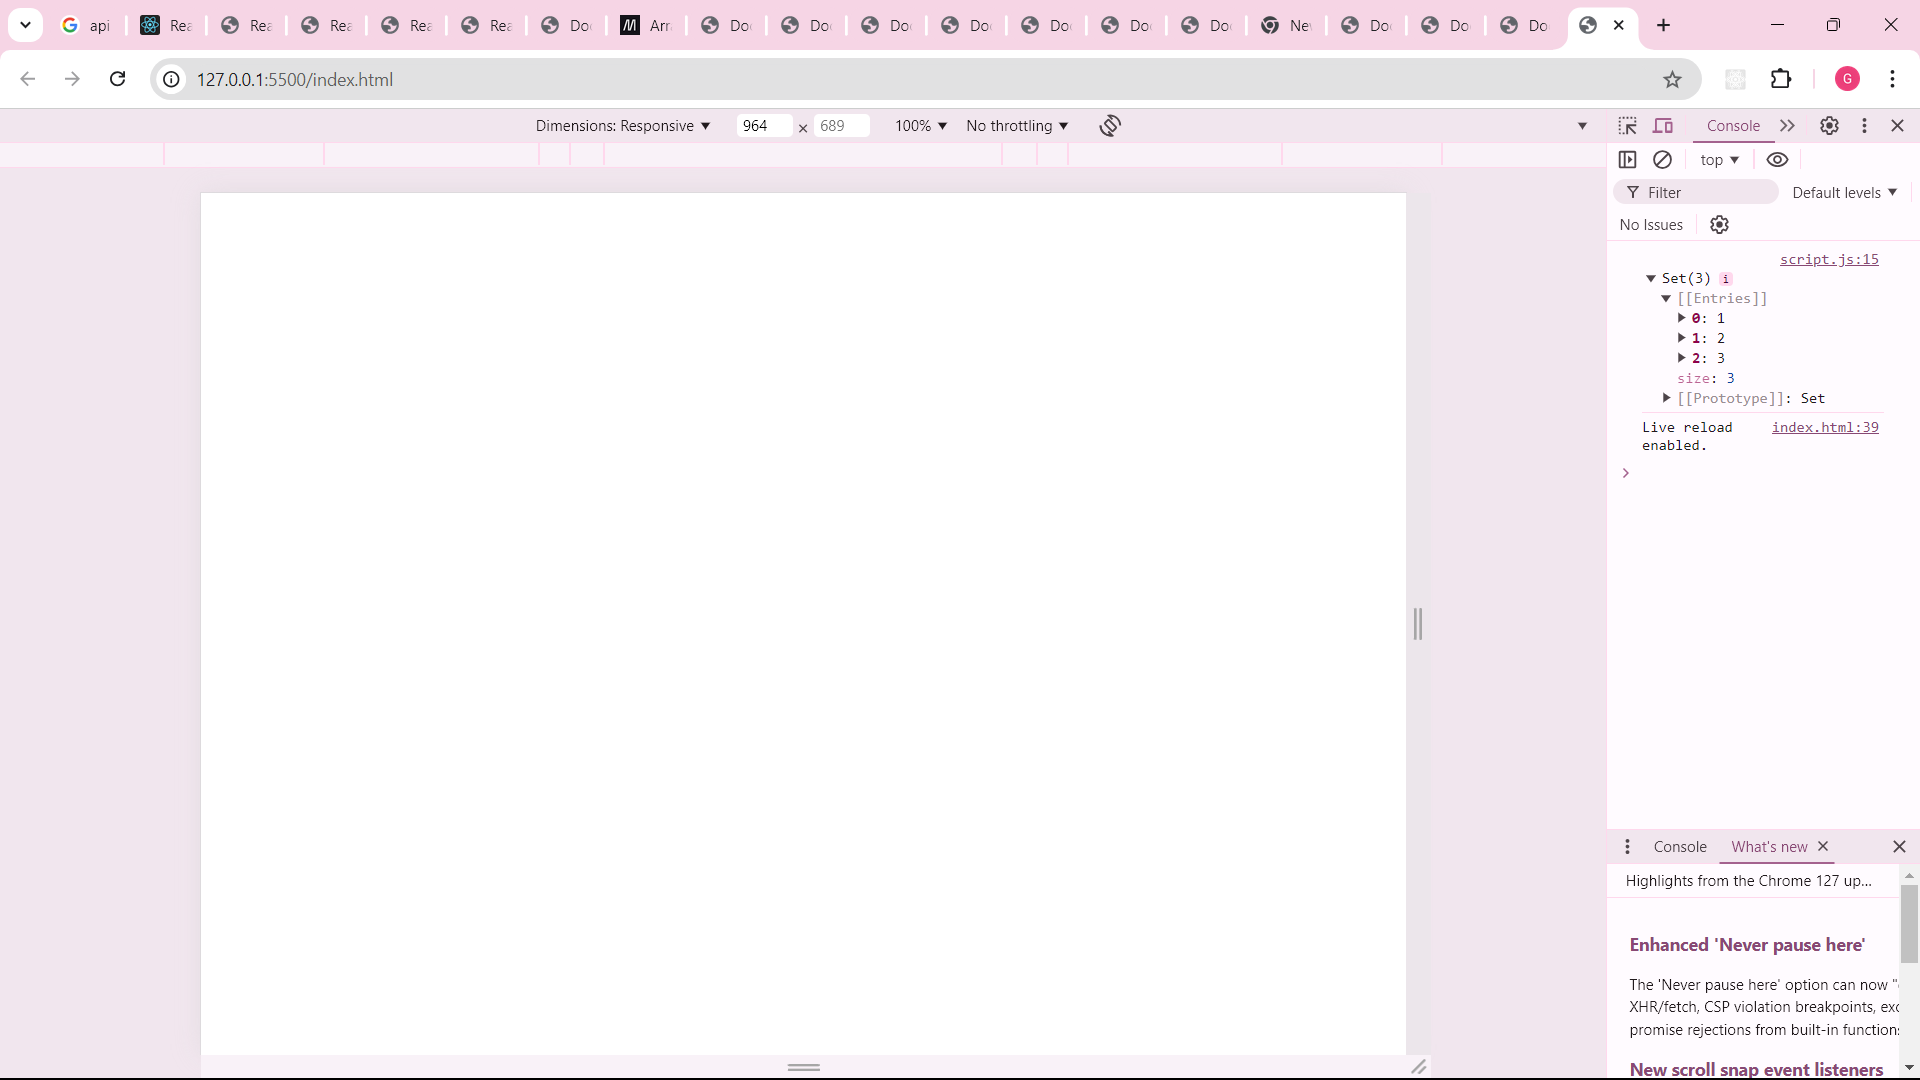 api
Rea
Rea
Rea
Rea
Rea
Do
Arr
Do
Do
Do
Do
Do
Do
Do
Ne
Do
Do
Do
127.0.0.1:5500/index.html
G
Dimensions: Responsive 964 × 689 100% No throttling
Console
top
Filter
Default levels
No Issues
script.js:15
Set(3) i
[[Entries]]
0: 1
1: 2
2: 3
size: 3
[[Prototype]]: Set
Live reload index.html:39
enabled.
Console What's new
Highlights from the Chrome 127 up...
Enhanced 'Never pause here'
The 'Never pause here' option can now "
XHR/fetch, CSP violation breakpoints, exc
promise rejections from built-in function
New scroll snap event listeners